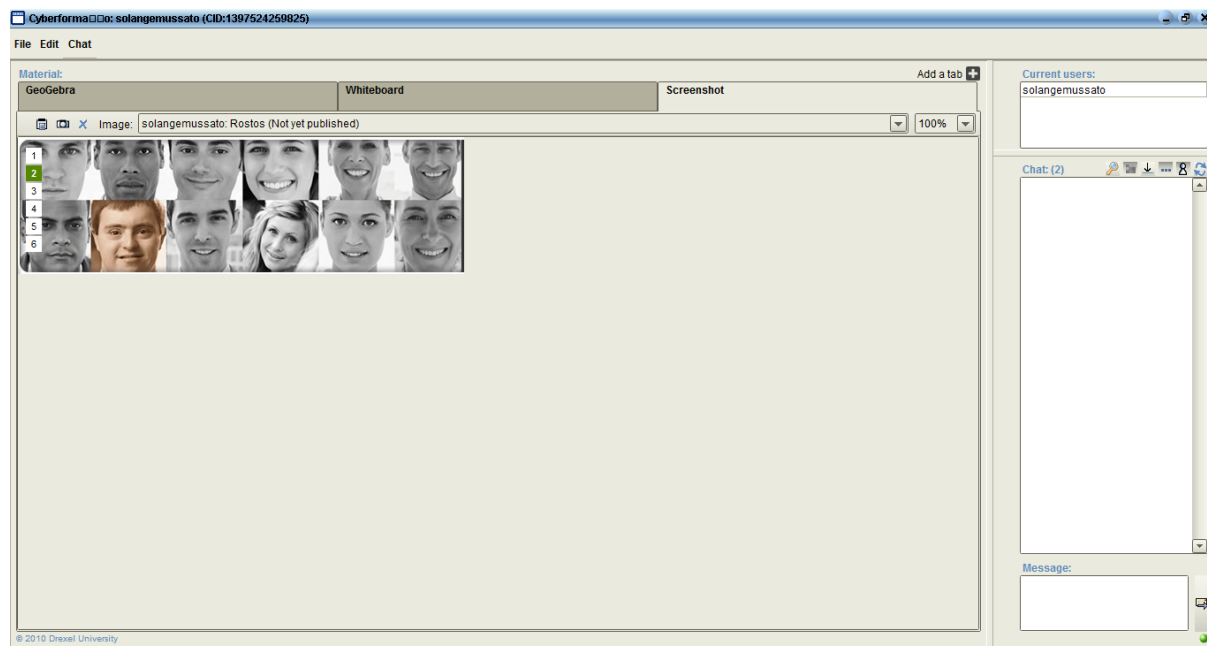 Cyberforma□□o: solangemussato (CID:1397524259825)
File Edit Chat
Material:
Add a tab
GeoGebra
Whiteboard
Screenshot
Image: solangemussato: Rostos (Not yet published)
100%
1
2
3
4
5
6
Current users:
solangemussato
Chat: (2)
Message:
© 2010 Drexel University